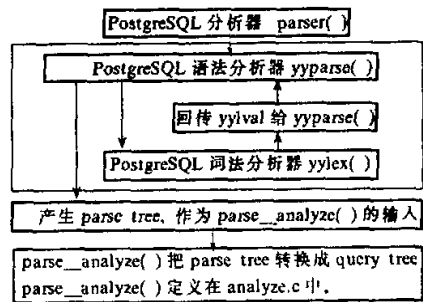 PostgreSQL 分析器 parser( )
PostgreSQL 语法分析器 yyparse( )
回传 yylval 给 yyparse( )
PostgreSQL 词法分析器 yylex( )
产生 parse tree, 作为 parse_analyze( ) 的输入
parse_analyze( ) 把 parse tree 转换成 query tree
parse_analyze( ) 定义在 analyze.c 中。